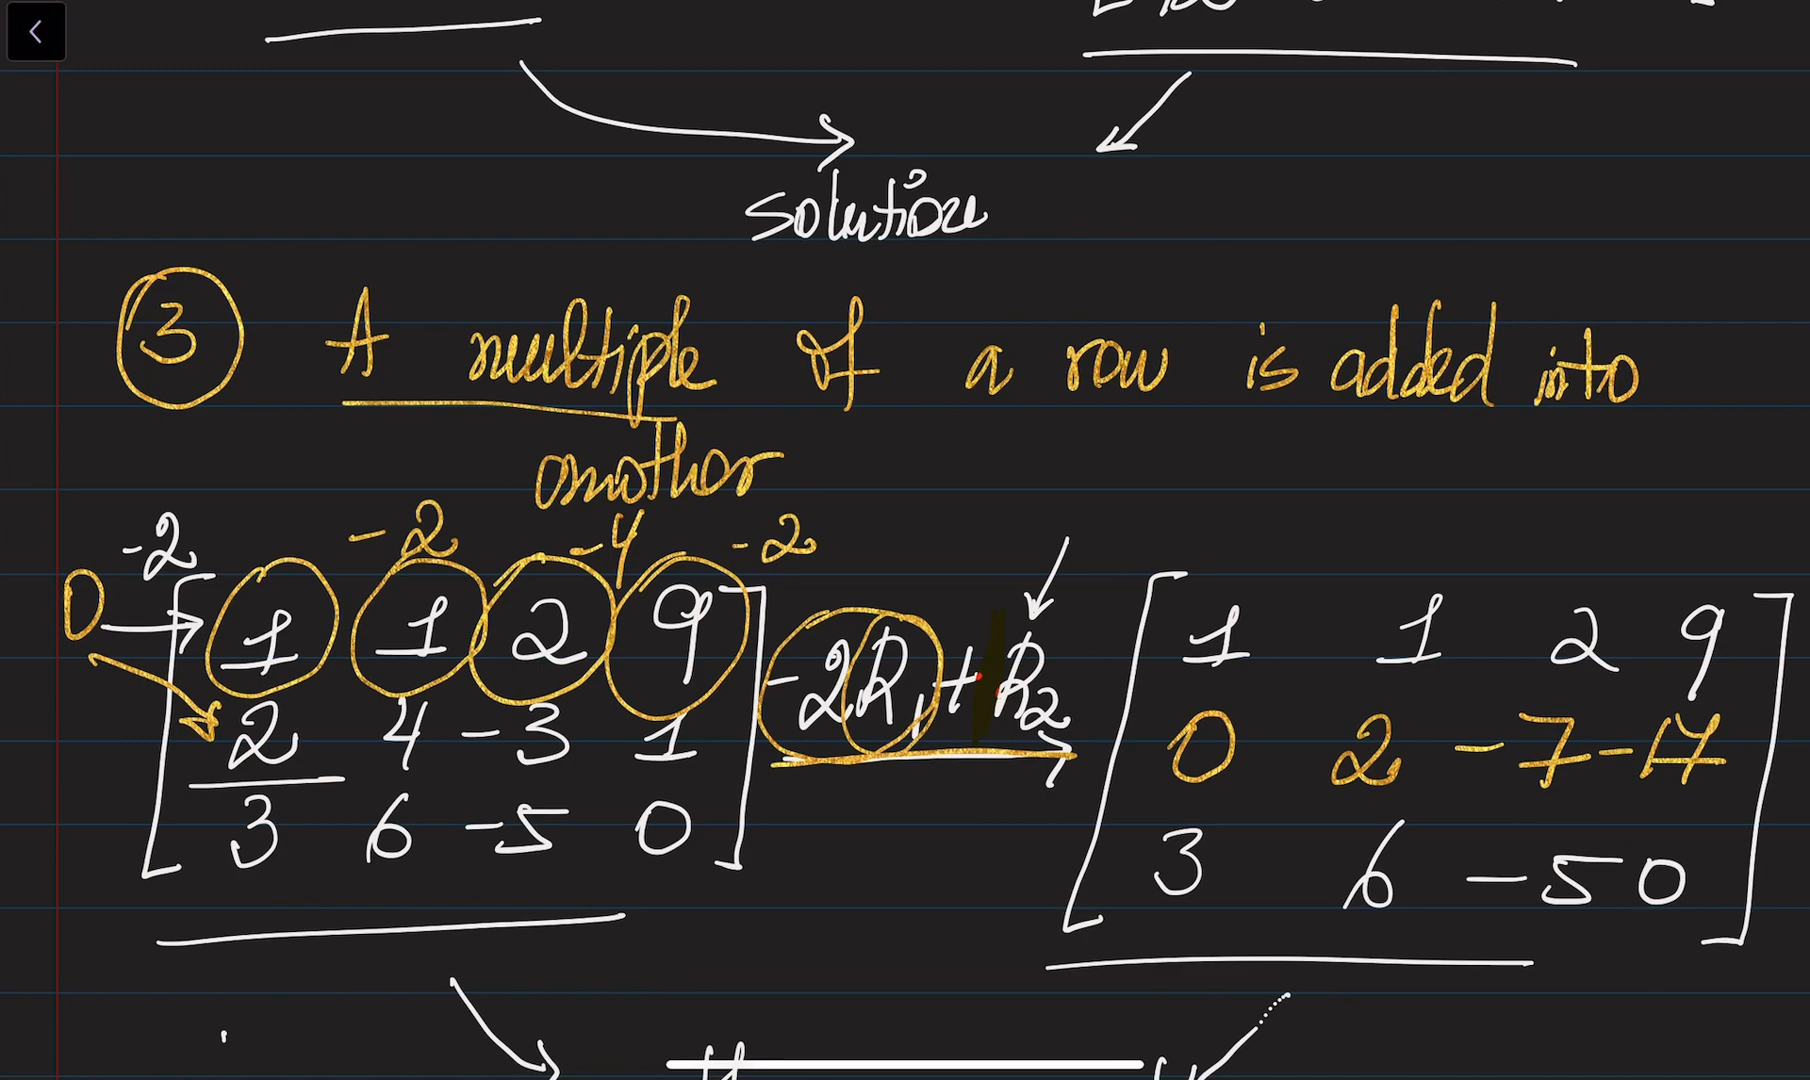 solution
③ A multiple of a row is added into
another
-2 -2 -4 -2
0
1 1 2 9
2 4 -3 1
3 6 -5 0
-2R₁ + R₂
1 1 2 9
0 2 -7 -17
3 6 -5 0